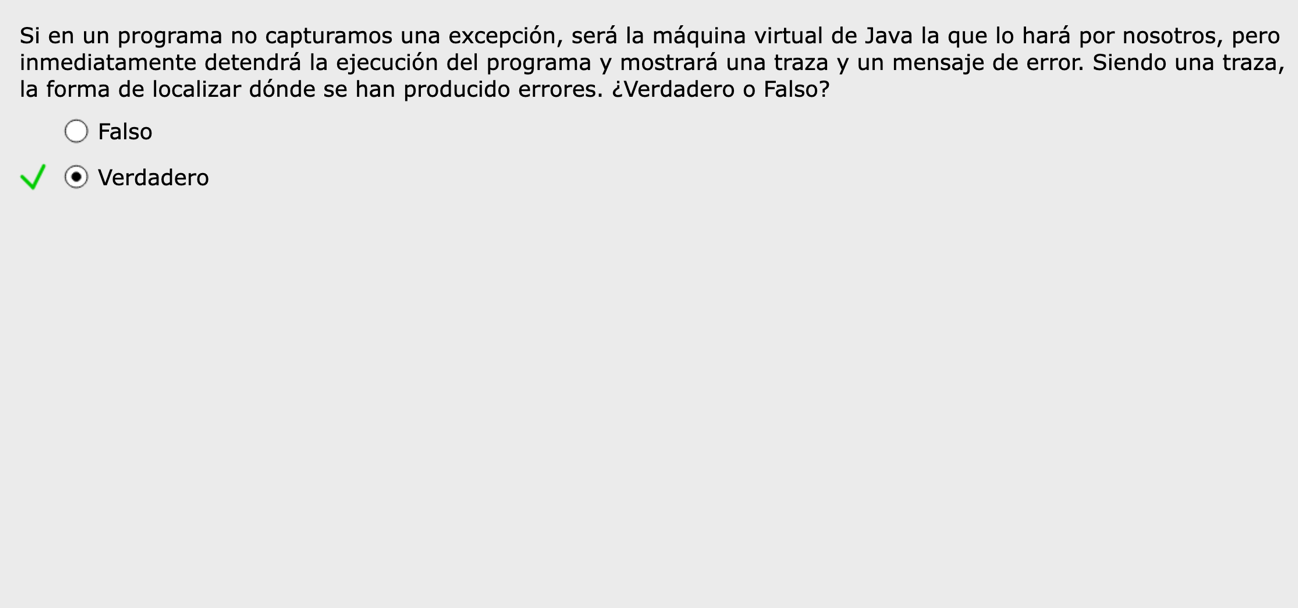 Si en un programa no capturamos una excepción, será la máquina virtual de Java la que lo hará por nosotros, pero
inmediatamente detendrá la ejecución del programa y mostrará una traza y un mensaje de error. Siendo una traza,
la forma de localizar dónde se han producido errores. ¿Verdadero o Falso?
Falso
Verdadero